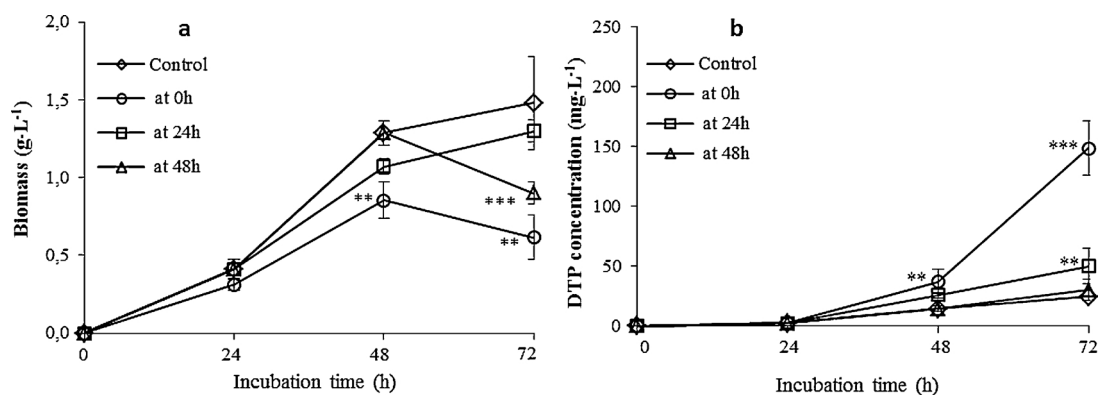 a
Biomass (g·L-1)
2,0
1,5
1,0
0,5
0,0
Control
at 0h
at 24h
at 48h
**
***
**
0
24
48
72
Incubation time (h)
b
DTP concentration (mg·L-1)
250
200
150
100
50
0
Control
at 0h
at 24h
at 48h
***
**
**
0
24
48
72
Incubation time (h)